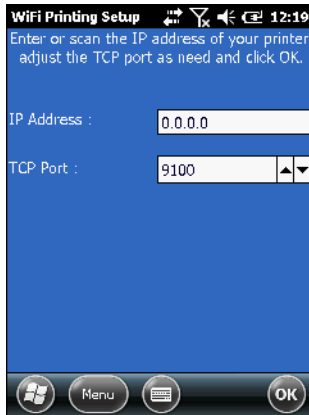 WiFi Printing Setup 12:19
Enter or scan the IP address of your printer
adjust the TCP port as need and click OK.
IP Address : 0.0.0.0
TCP Port : 9100
Menu OK